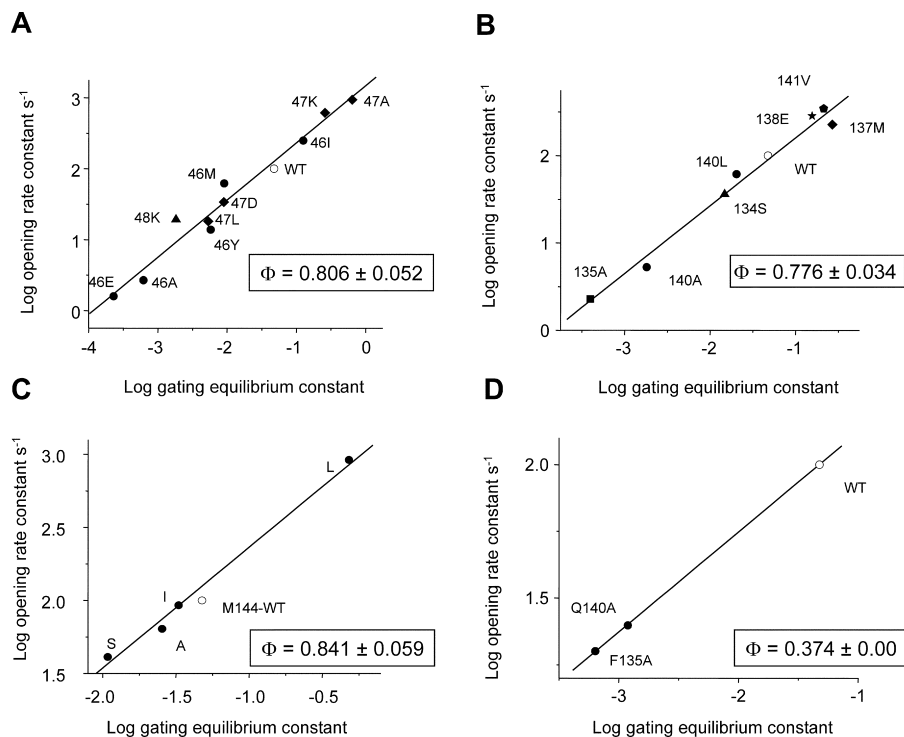 A
Log opening rate constant s-1
3
2
1
0
-4
-3
-2
-1
0
Log gating equilibrium constant
47K
47A
46I
WT
46M
47D
48K
47L
46Y
46E
46A
Φ = 0.806 ± 0.052
B
Log opening rate constant s-1
2
1
0
-3
-2
-1
Log gating equilibrium constant
141V
138E
137M
140L
WT
134S
135A
140A
Φ = 0.776 ± 0.034
C
Log opening rate constant s-1
3.0
2.5
2.0
1.5
-2.0
-1.5
-1.0
-0.5
Log gating equilibrium constant
L
I
M144-WT
S
A
Φ = 0.841 ± 0.059
D
Log opening rate constant s-1
2.0
1.5
-3
-2
-1
Log gating equilibrium constant
WT
Q140A
F135A
Φ = 0.374 ± 0.00